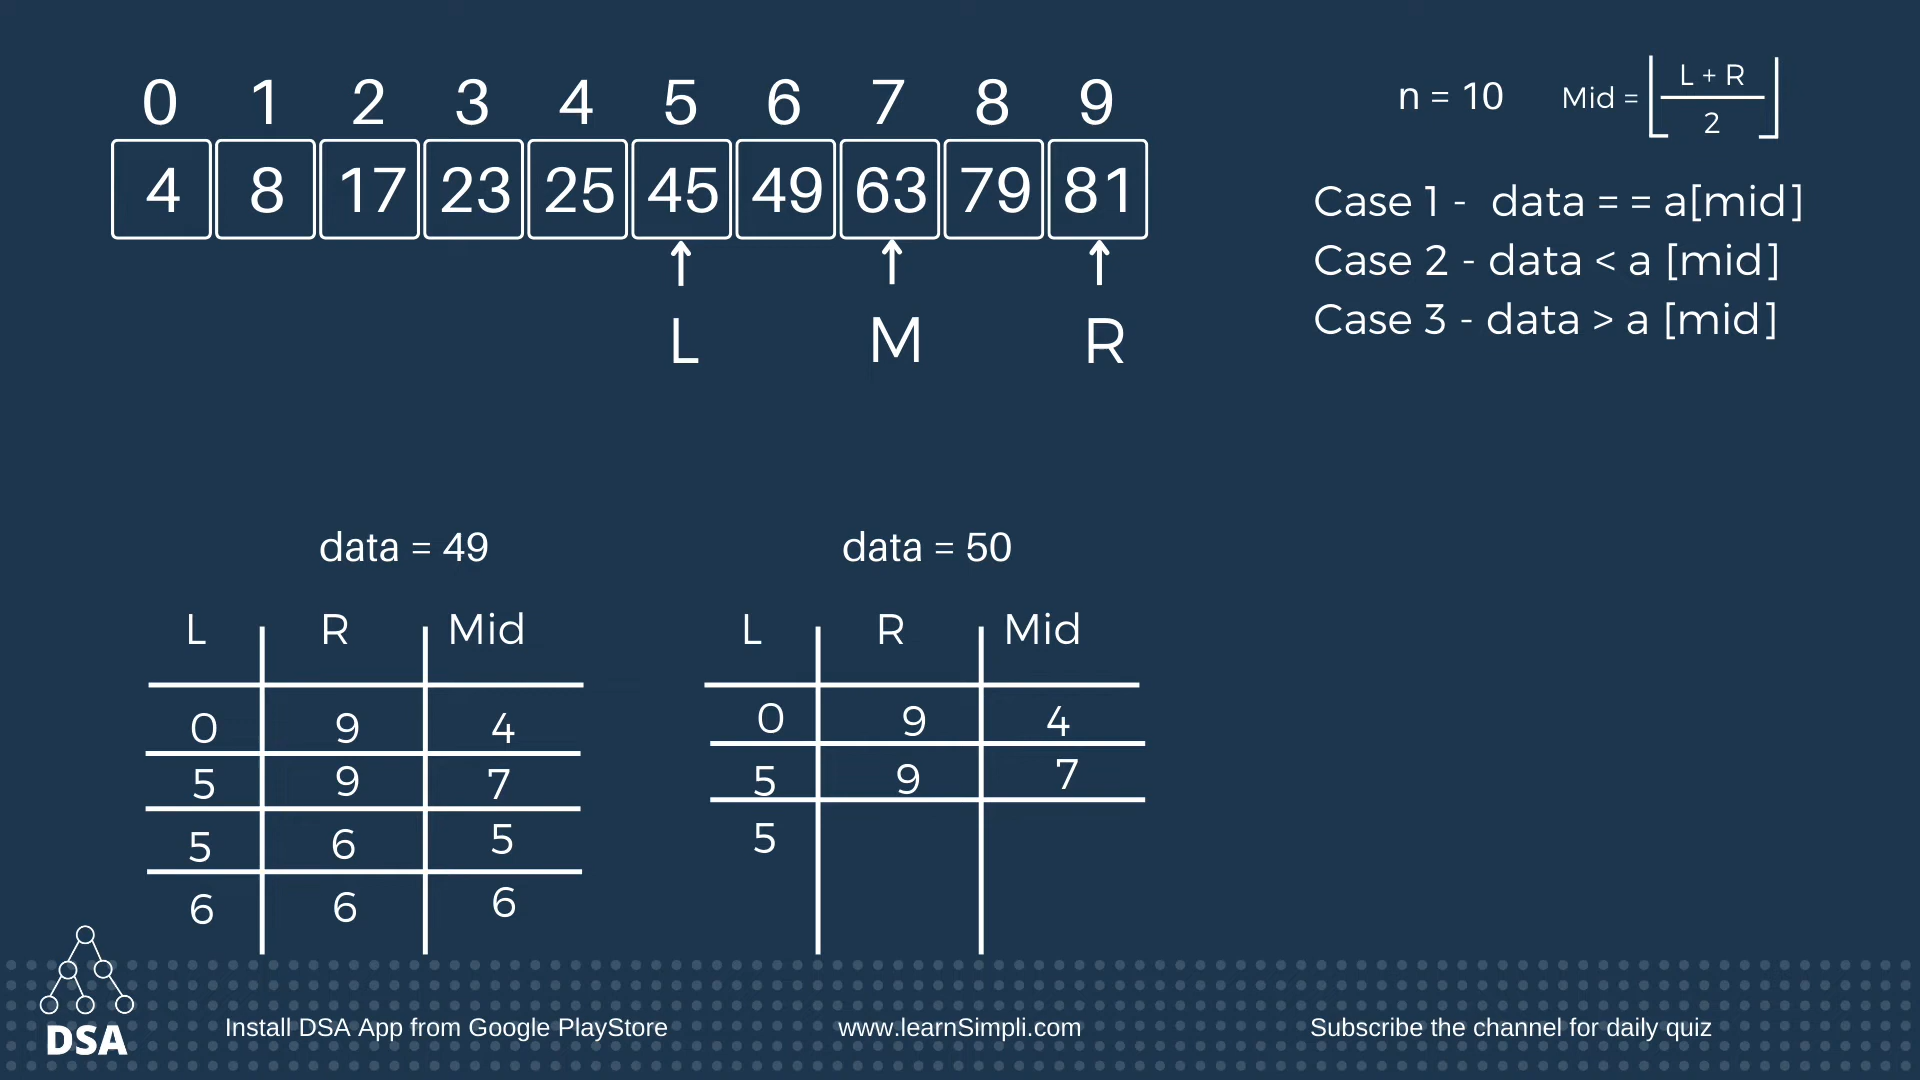 0 1 2 3 4 5 6 7 8 9
4 8 17 23 25 45 49 63 79 81
L M R
n = 10
Mid = ⌊ L + R / 2 ⌋
Case 1 - data = = a[mid]
Case 2 - data < a [mid]
Case 3 - data > a [mid]
data = 49
L R Mid
0 9 4
5 9 7
5 6 5
6 6 6
data = 50
L R Mid
0 9 4
5 9 7
5
DSA
Install DSA App from Google PlayStore
www.learnSimpli.com
Subscribe the channel for daily quiz